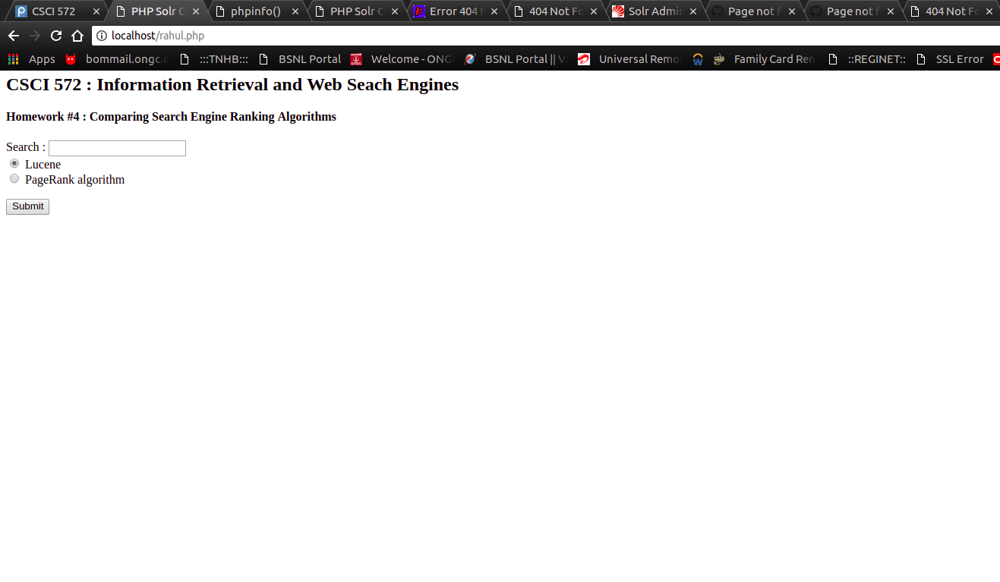 CSCI 572 PHP Solr C phpinfo() PHP Solr C Error 404 N 404 Not Fo Solr Admin Page not f Page not f 404 Not Fo
localhost/rahul.php
Apps bommail.ongc.c :::TNHB::: BSNL Portal Welcome - ONGC BSNL Portal || V Universal Remo Family Card Ren ::REGINET:: SSL Error
CSCI 572 : Information Retrieval and Web Seach Engines
Homework #4 : Comparing Search Engine Ranking Algorithms
Search :
Lucene
PageRank algorithm
Submit